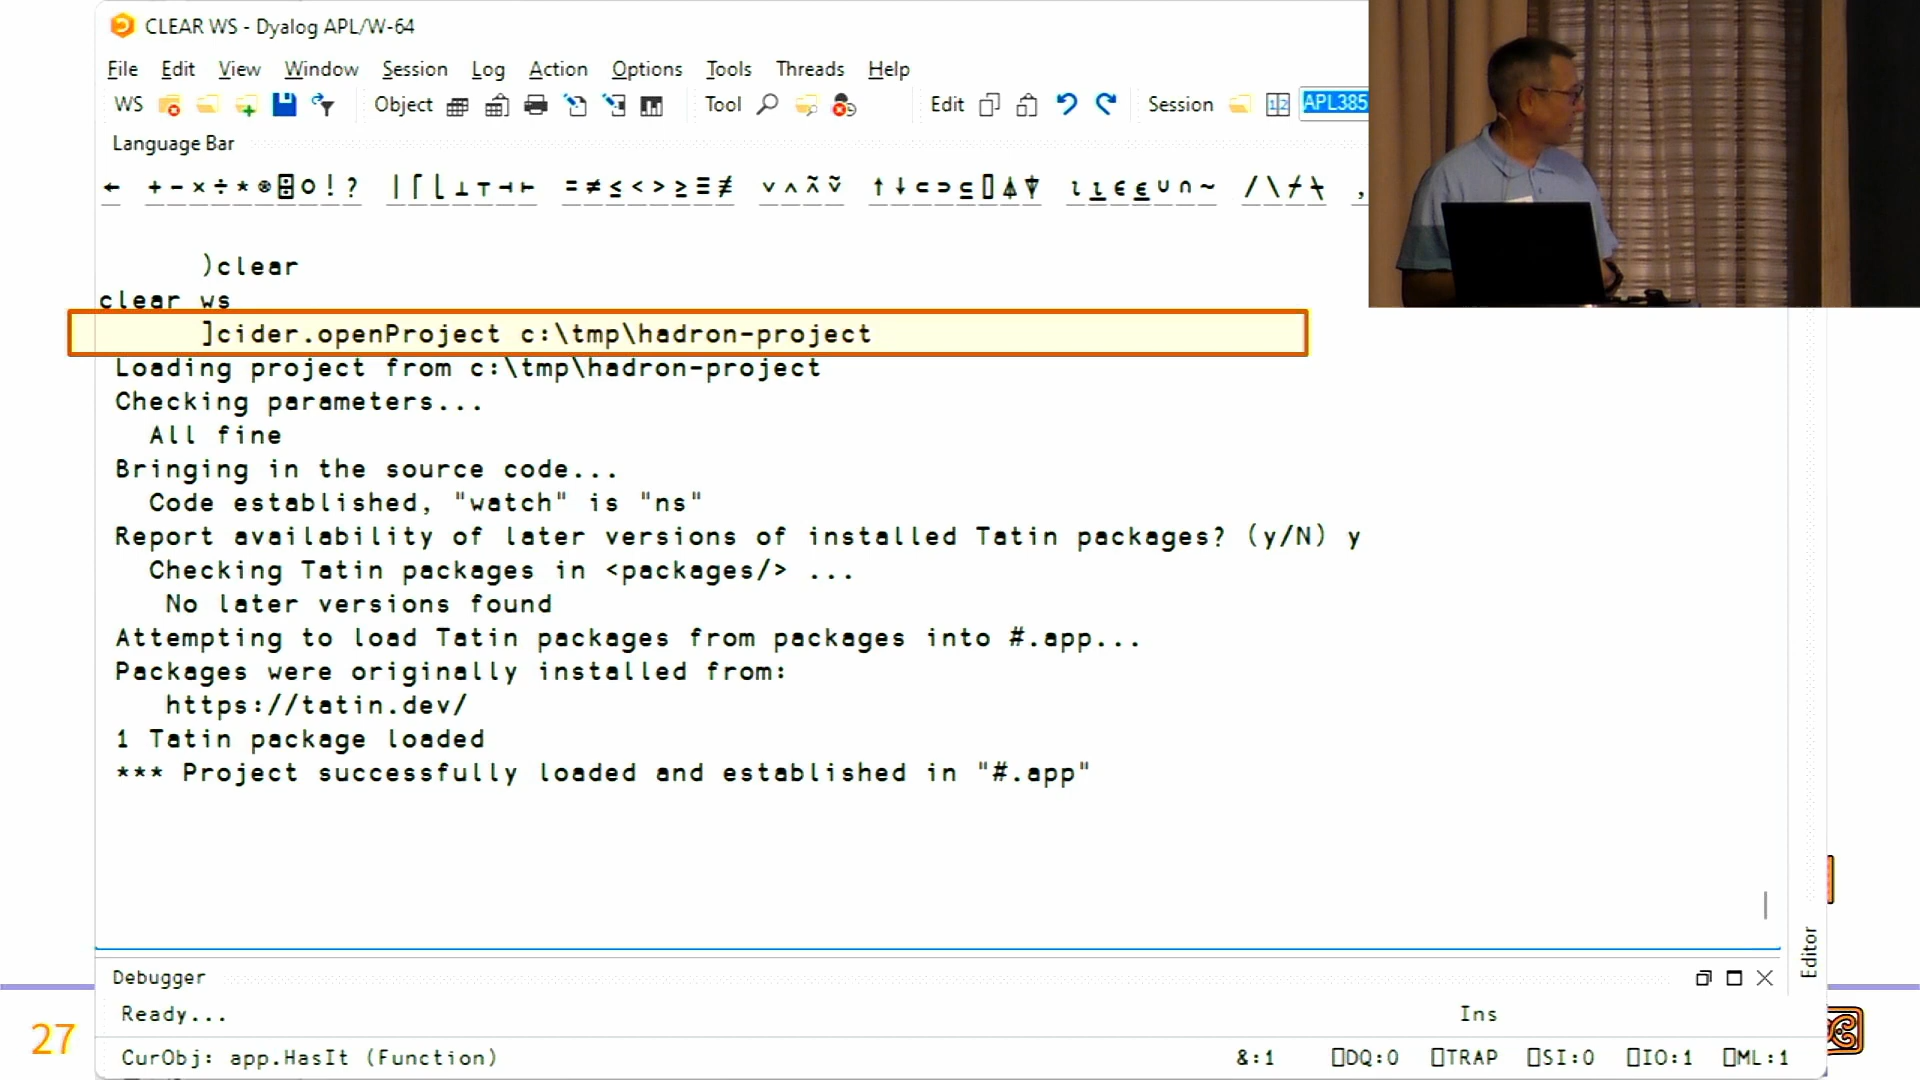 CLEAR WS - Dyalog APL/W-64
File Edit View Window Session Log Action Options Tools Threads Help
WS Object Tool Edit Session APL385
Language Bar
← + - × ÷ * ⍟ ⌹ ○ ! ? | ⌈ ⌊ ⊥ ⊤ ⊣ ⊢ = ≠ ≤ < > ≥ ≡ ≢ ∨ ∧ ⍲ ⍱ ↑ ↓ ⊂ ⊃ ⊆ ⌷ ⍋ ⍒ ⍳ ⍸ ∊ ⍷ ∪ ∩ ~ / \ ⌿ ⍀ ,
)clear
clear ws
]cider.openProject c:\tmp\hadron-project
Loading project from c:\tmp\hadron-project
Checking parameters...
All fine
Bringing in the source code...
Code established, "watch" is "ns"
Report availability of later versions of installed Tatin packages? (y/N) y
Checking Tatin packages in <packages/> ...
No later versions found
Attempting to load Tatin packages from packages into #.app...
Packages were originally installed from:
https://tatin.dev/
1 Tatin package loaded
*** Project successfully loaded and established in "#.app"
Editor
Debugger
Ready... Ins
27
CurObj: app.HasIt (Function) &:1 ⎕DQ:0 ⎕TRAP ⎕SI:0 ⎕IO:1 ⎕ML:1